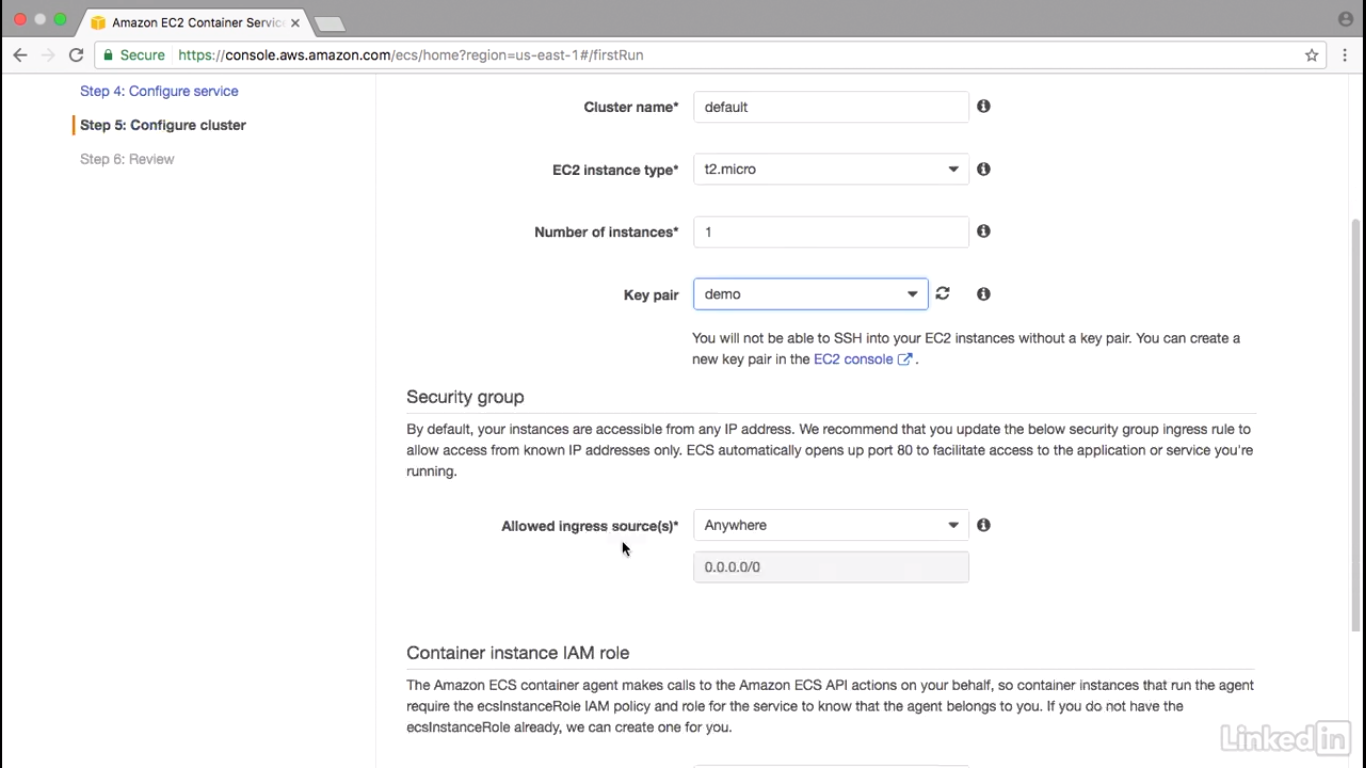 Amazon EC2 Container Servic
Secure https://console.aws.amazon.com/ecs/home?region=us-east-1#/firstRun
Step 4: Configure service
Step 5: Configure cluster
Step 6: Review
Cluster name* default
EC2 instance type* t2.micro
Number of instances* 1
Key pair demo
You will not be able to SSH into your EC2 instances without a key pair. You can create a
new key pair in the EC2 console .
Security group
By default, your instances are accessible from any IP address. We recommend that you update the below security group ingress rule to
allow access from known IP addresses only. ECS automatically opens up port 80 to facilitate access to the application or service you're
running.
Allowed ingress source(s)* Anywhere
0.0.0.0/0
Container instance IAM role
The Amazon ECS container agent makes calls to the Amazon ECS API actions on your behalf, so container instances that run the agent
require the ecsInstanceRole IAM policy and role for the service to know that the agent belongs to you. If you do not have the
ecsInstanceRole already, we can create one for you.
LinkedIn